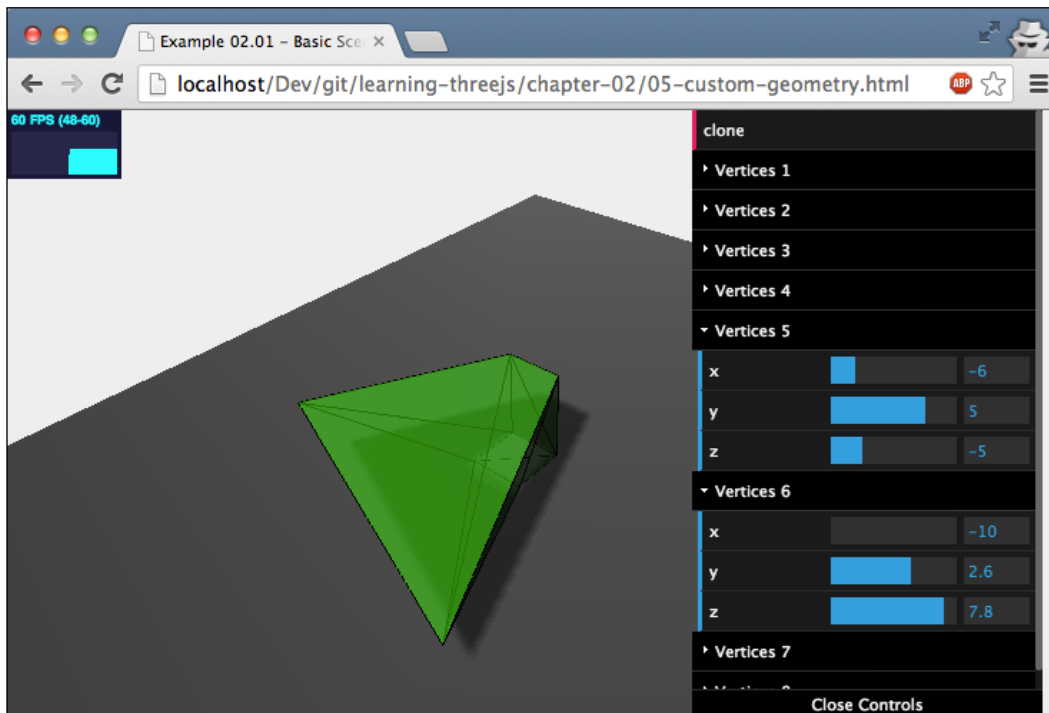 Example 02.01 - Basic Sce
localhost/Dev/git/learning-threejs/chapter-02/05-custom-geometry.html
ABP
60 FPS (48-60)
clone
Vertices 1
Vertices 2
Vertices 3
Vertices 4
Vertices 5
x -6
y 5
z -5
Vertices 6
x -10
y 2.6
z 7.8
Vertices 7
Close Controls